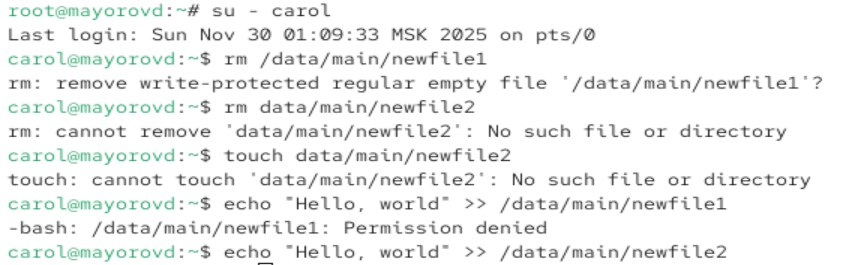 root@mayorovd:~# su - carol
Last login: Sun Nov 30 01:09:33 MSK 2025 on pts/0
carol@mayorovd:~$ rm /data/main/newfile1
rm: remove write-protected regular empty file '/data/main/newfile1'?
carol@mayorovd:~$ rm data/main/newfile2
rm: cannot remove 'data/main/newfile2': No such file or directory
carol@mayorovd:~$ touch data/main/newfile2
touch: cannot touch 'data/main/newfile2': No such file or directory
carol@mayorovd:~$ echo "Hello, world" >> /data/main/newfile1
-bash: /data/main/newfile1: Permission denied
carol@mayorovd:~$ echo "Hello, world" >> /data/main/newfile2